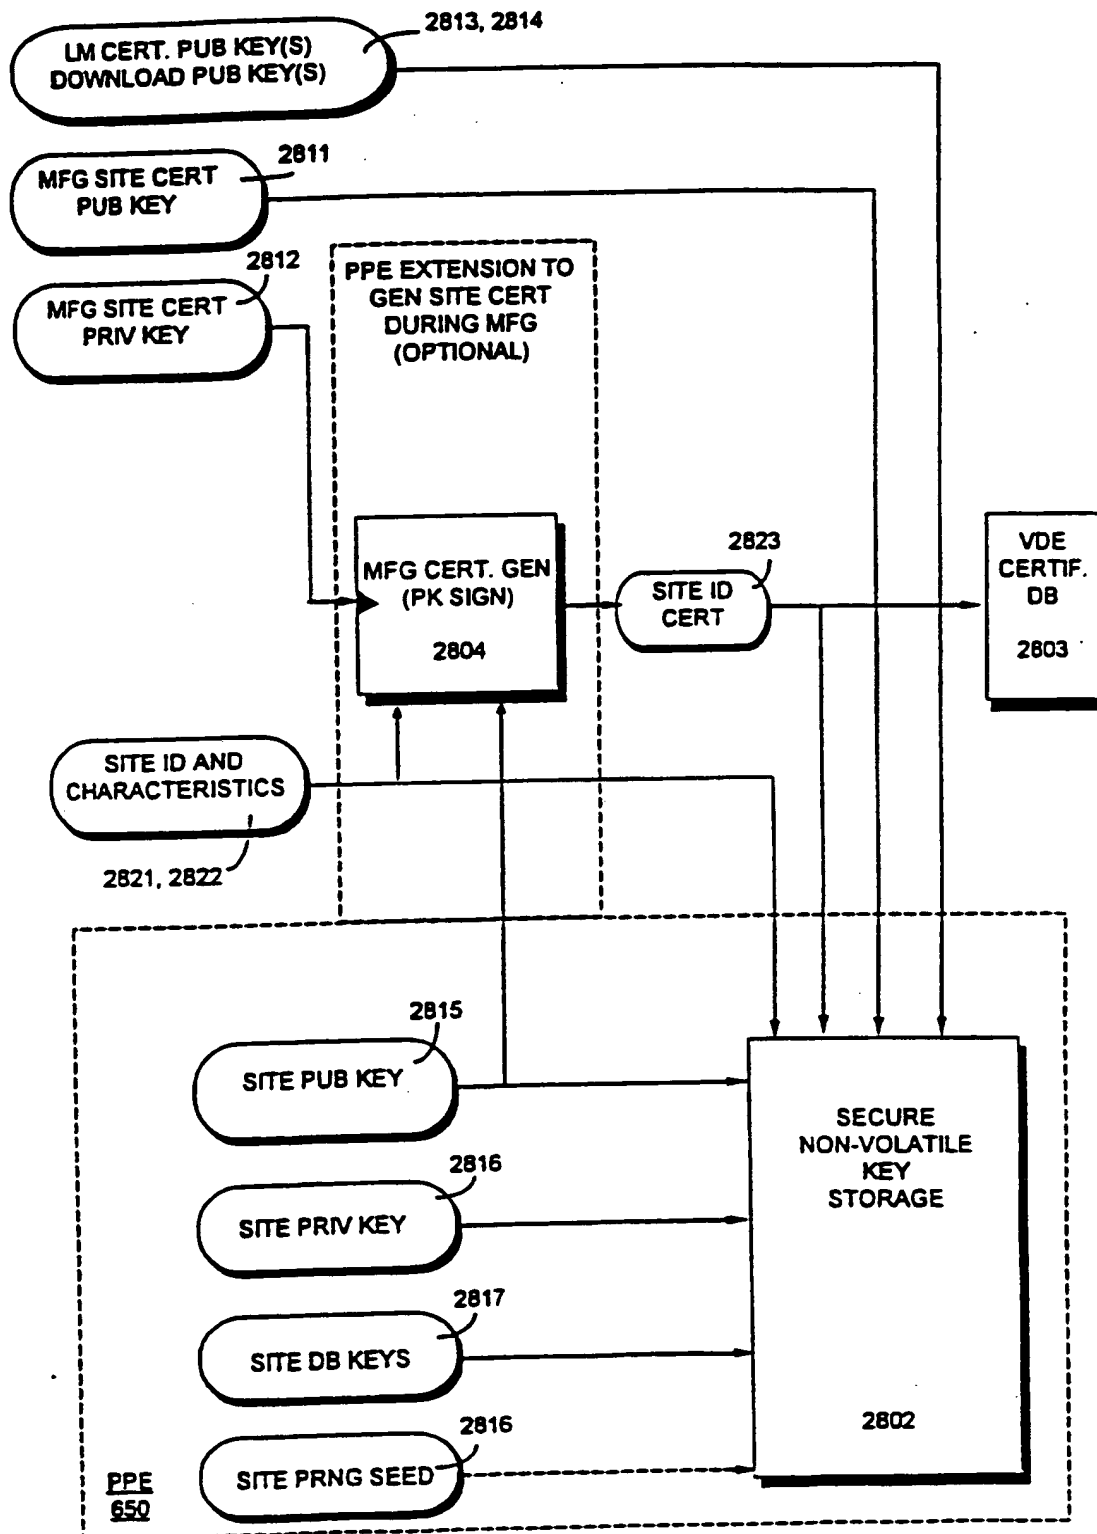 2813, 2814
LM CERT. PUB KEY(S)
DOWNLOAD PUB KEY(S)
2811
MFG SITE CERT
PUB KEY
2812
MFG SITE CERT
PRIV KEY
PPE EXTENSION TO
GEN SITE CERT
DURING MFG
(OPTIONAL)
MFG CERT. GEN
(PK SIGN)
2804
2823
SITE ID
CERT
VDE
CERTIF.
DB
2803
SITE ID AND
CHARACTERISTICS
2821, 2822
2815
SITE PUB KEY
2816
SITE PRIV KEY
2817
SITE DB KEYS
2816
SITE PRNG SEED
SECURE
NON-VOLATILE
KEY
STORAGE
2802
PPE
650